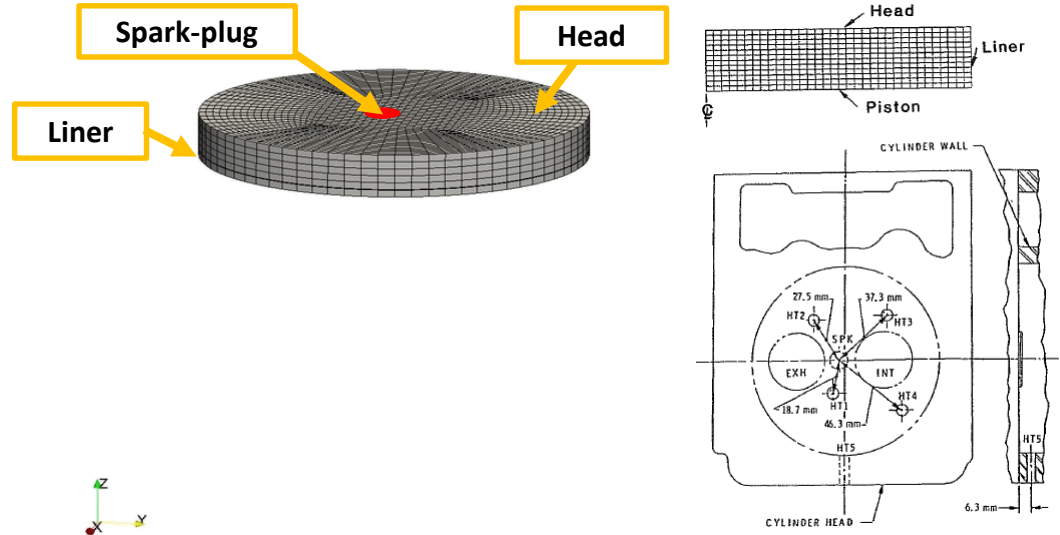 Spark-plug
Head
Liner
Z
X
Y
Head
Liner
Piston
℄
CYLINDER WALL
27.5 mm
37.3 mm
HT2
HT3
SPK
EXH
INT
HT1
HT4
18.7 mm
46.3 mm
HT5
HT5
6.3 mm
CYLINDER HEAD